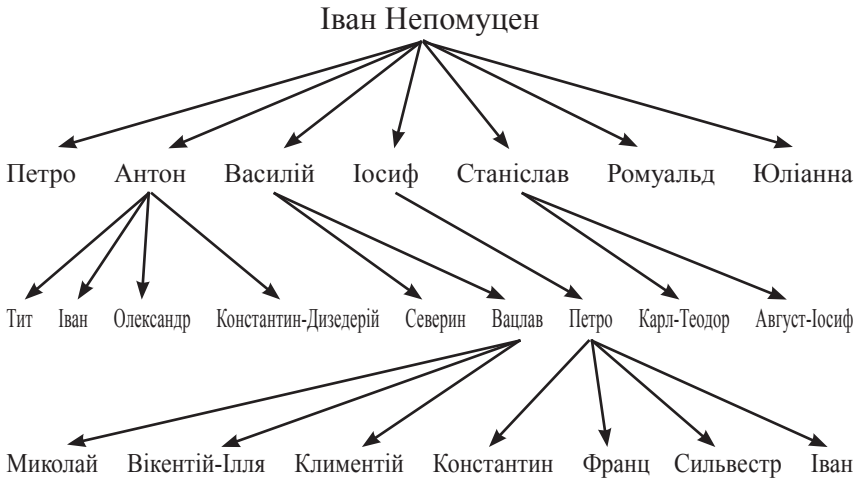 Іван Непомуцен
Петро Антон Василій Іосиф Станіслав Ромуальд Юліанна
Тит Іван Олександр Константин-Дизедерій Северин Вацлав Петро Карл-Теодор Август-Іосиф
Миколай Вікентій-Ілля Климентій Константин Франц Сильвестр Іван